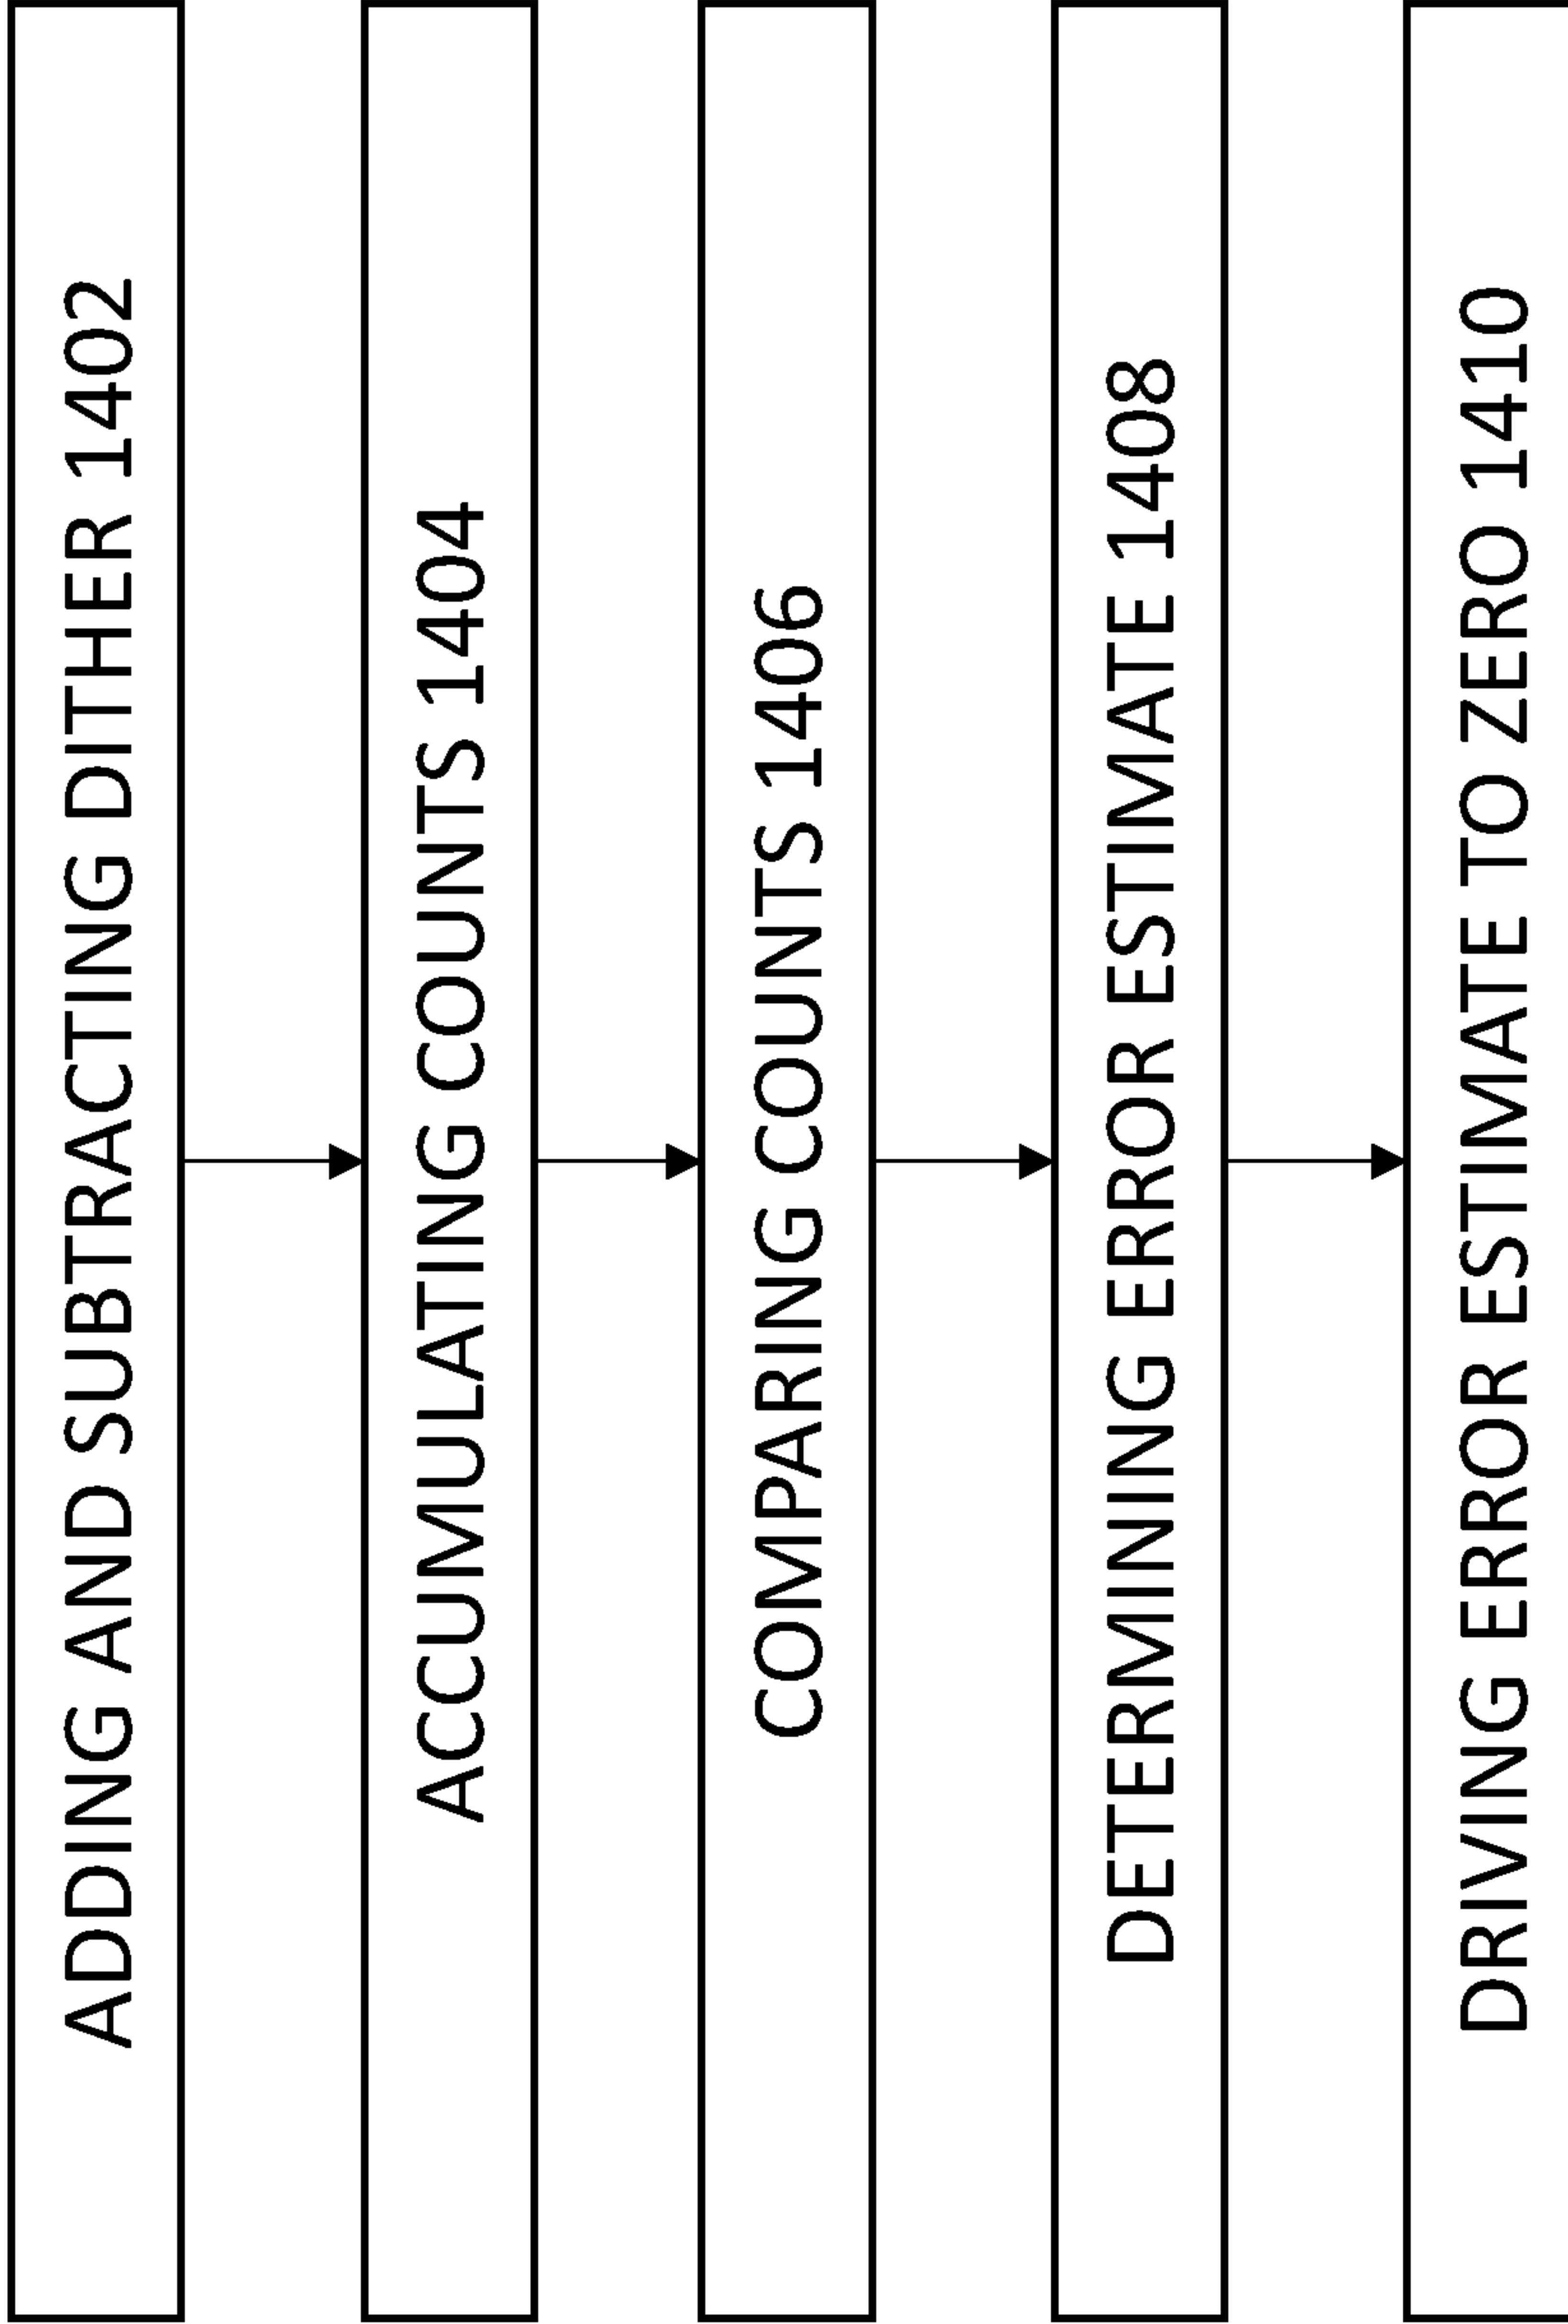 ADDING AND SUBTRACTING DITHER 1402
ACCUMULATING COUNTS 1404
COMPARING COUNTS 1406
DETERMINING ERROR ESTIMATE 1408
DRIVING ERROR ESTIMATE TO ZERO 1410